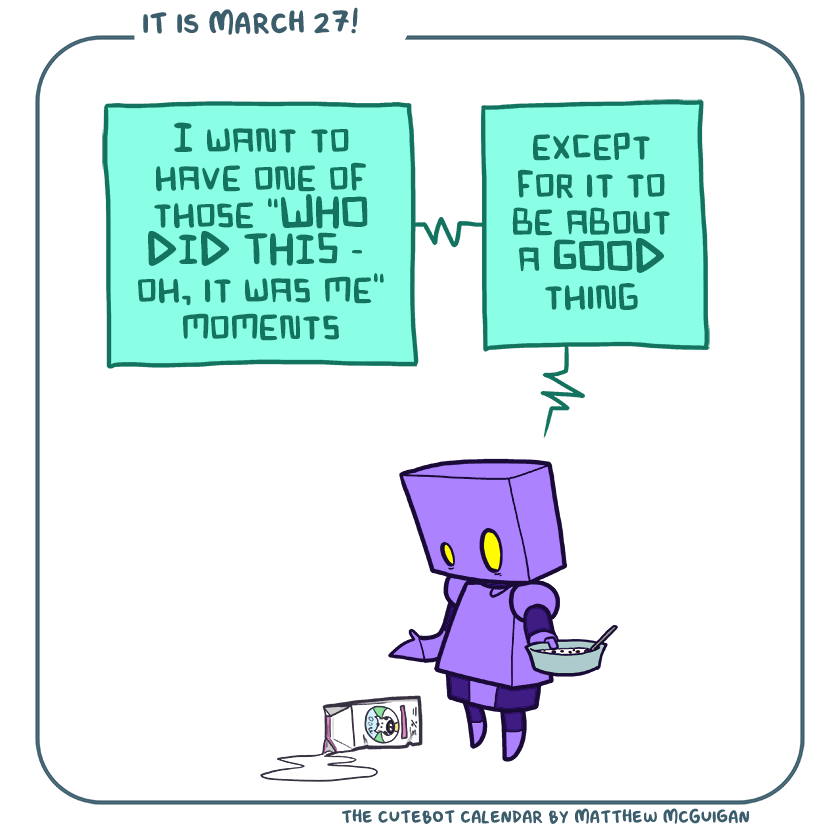 IT IS MARCH 27!
I WANT TO
HAVE ONE OF
THOSE "WHO
DID THIS -
OH, IT WAS ME"
MOMENTS
EXCEPT
FOR IT TO
BE ABOUT
A GOOD
THING
THE CUTEBOT CALENDAR BY MATTHEW MCGUIGAN